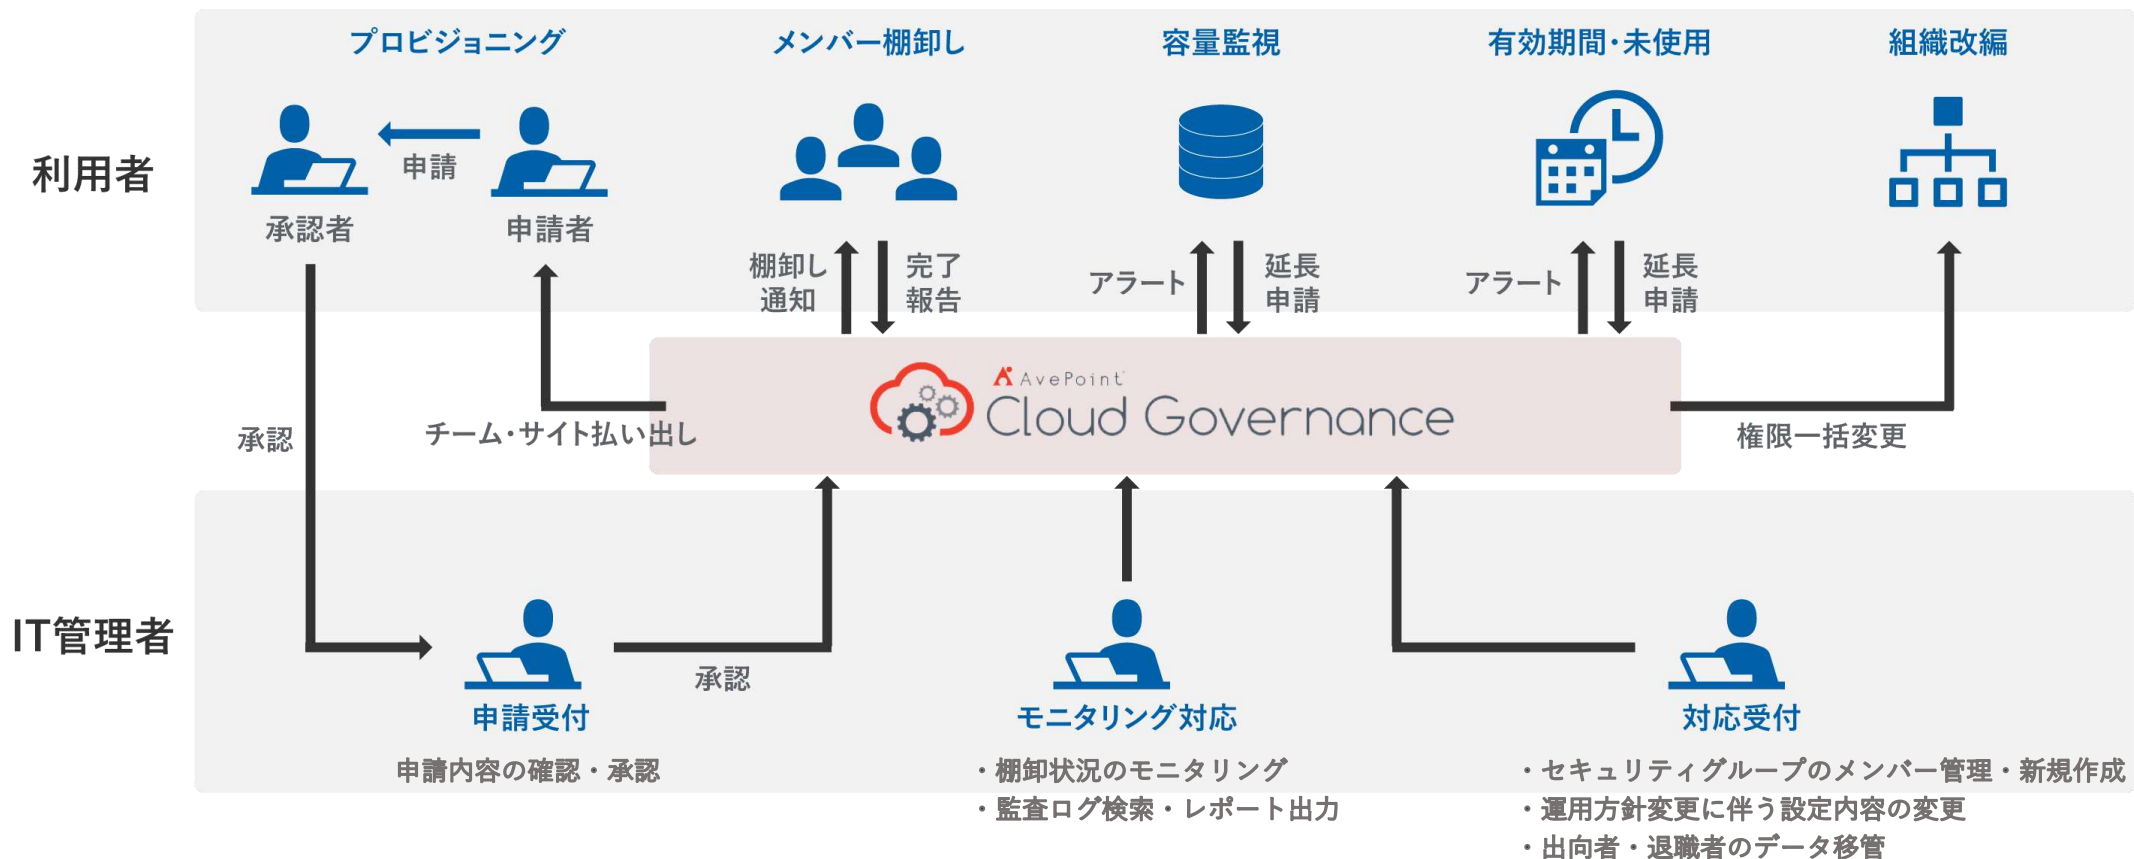 プロビジョニング
メンバー棚卸し
容量監視
有効期間・未使用
組織改編
利用者
申請
承認者
申請者
棚卸し
通知
完了
報告
アラート
延長
申請
アラート
延長
申請
AvePoint
Cloud Governance
承認
チーム・サイト払い出し
権限一括変更
IT管理者
承認
申請受付
モニタリング対応
対応受付
申請内容の確認・承認
・棚卸状況のモニタリング
・監査ログ検索・レポート出力
・セキュリティグループのメンバー管理・新規作成
・運用方針変更に伴う設定内容の変更
・出向者・退職者のデータ移管